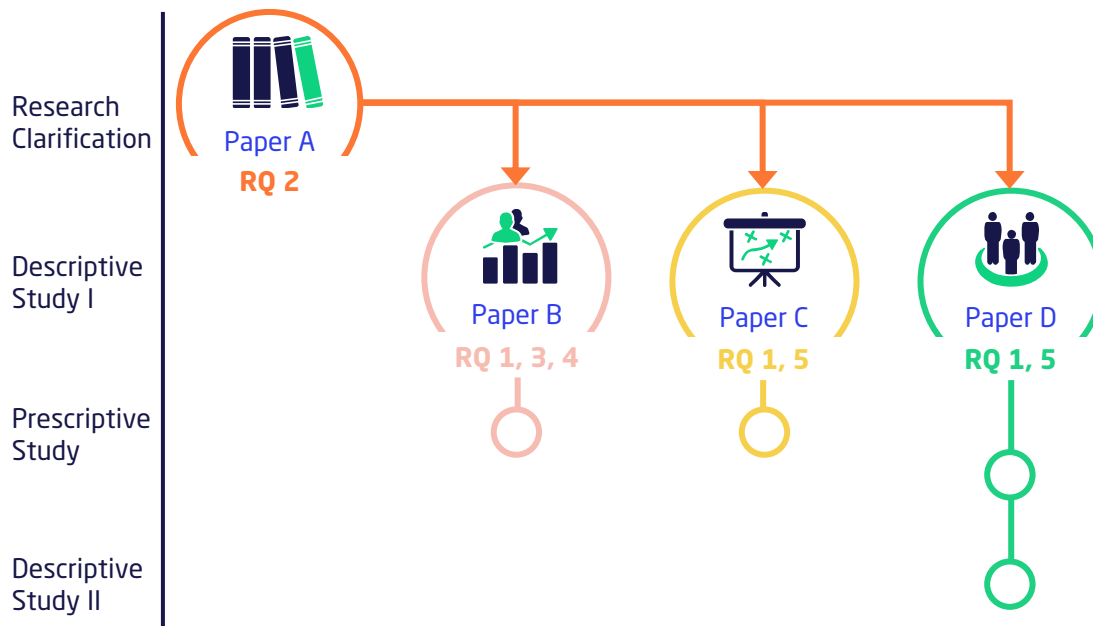 Research
Clarification
Paper A
RQ 2
Descriptive
Study I
Paper B
RQ 1, 3, 4
Paper C
RQ 1, 5
Paper D
RQ 1, 5
Prescriptive
Study
Descriptive
Study II